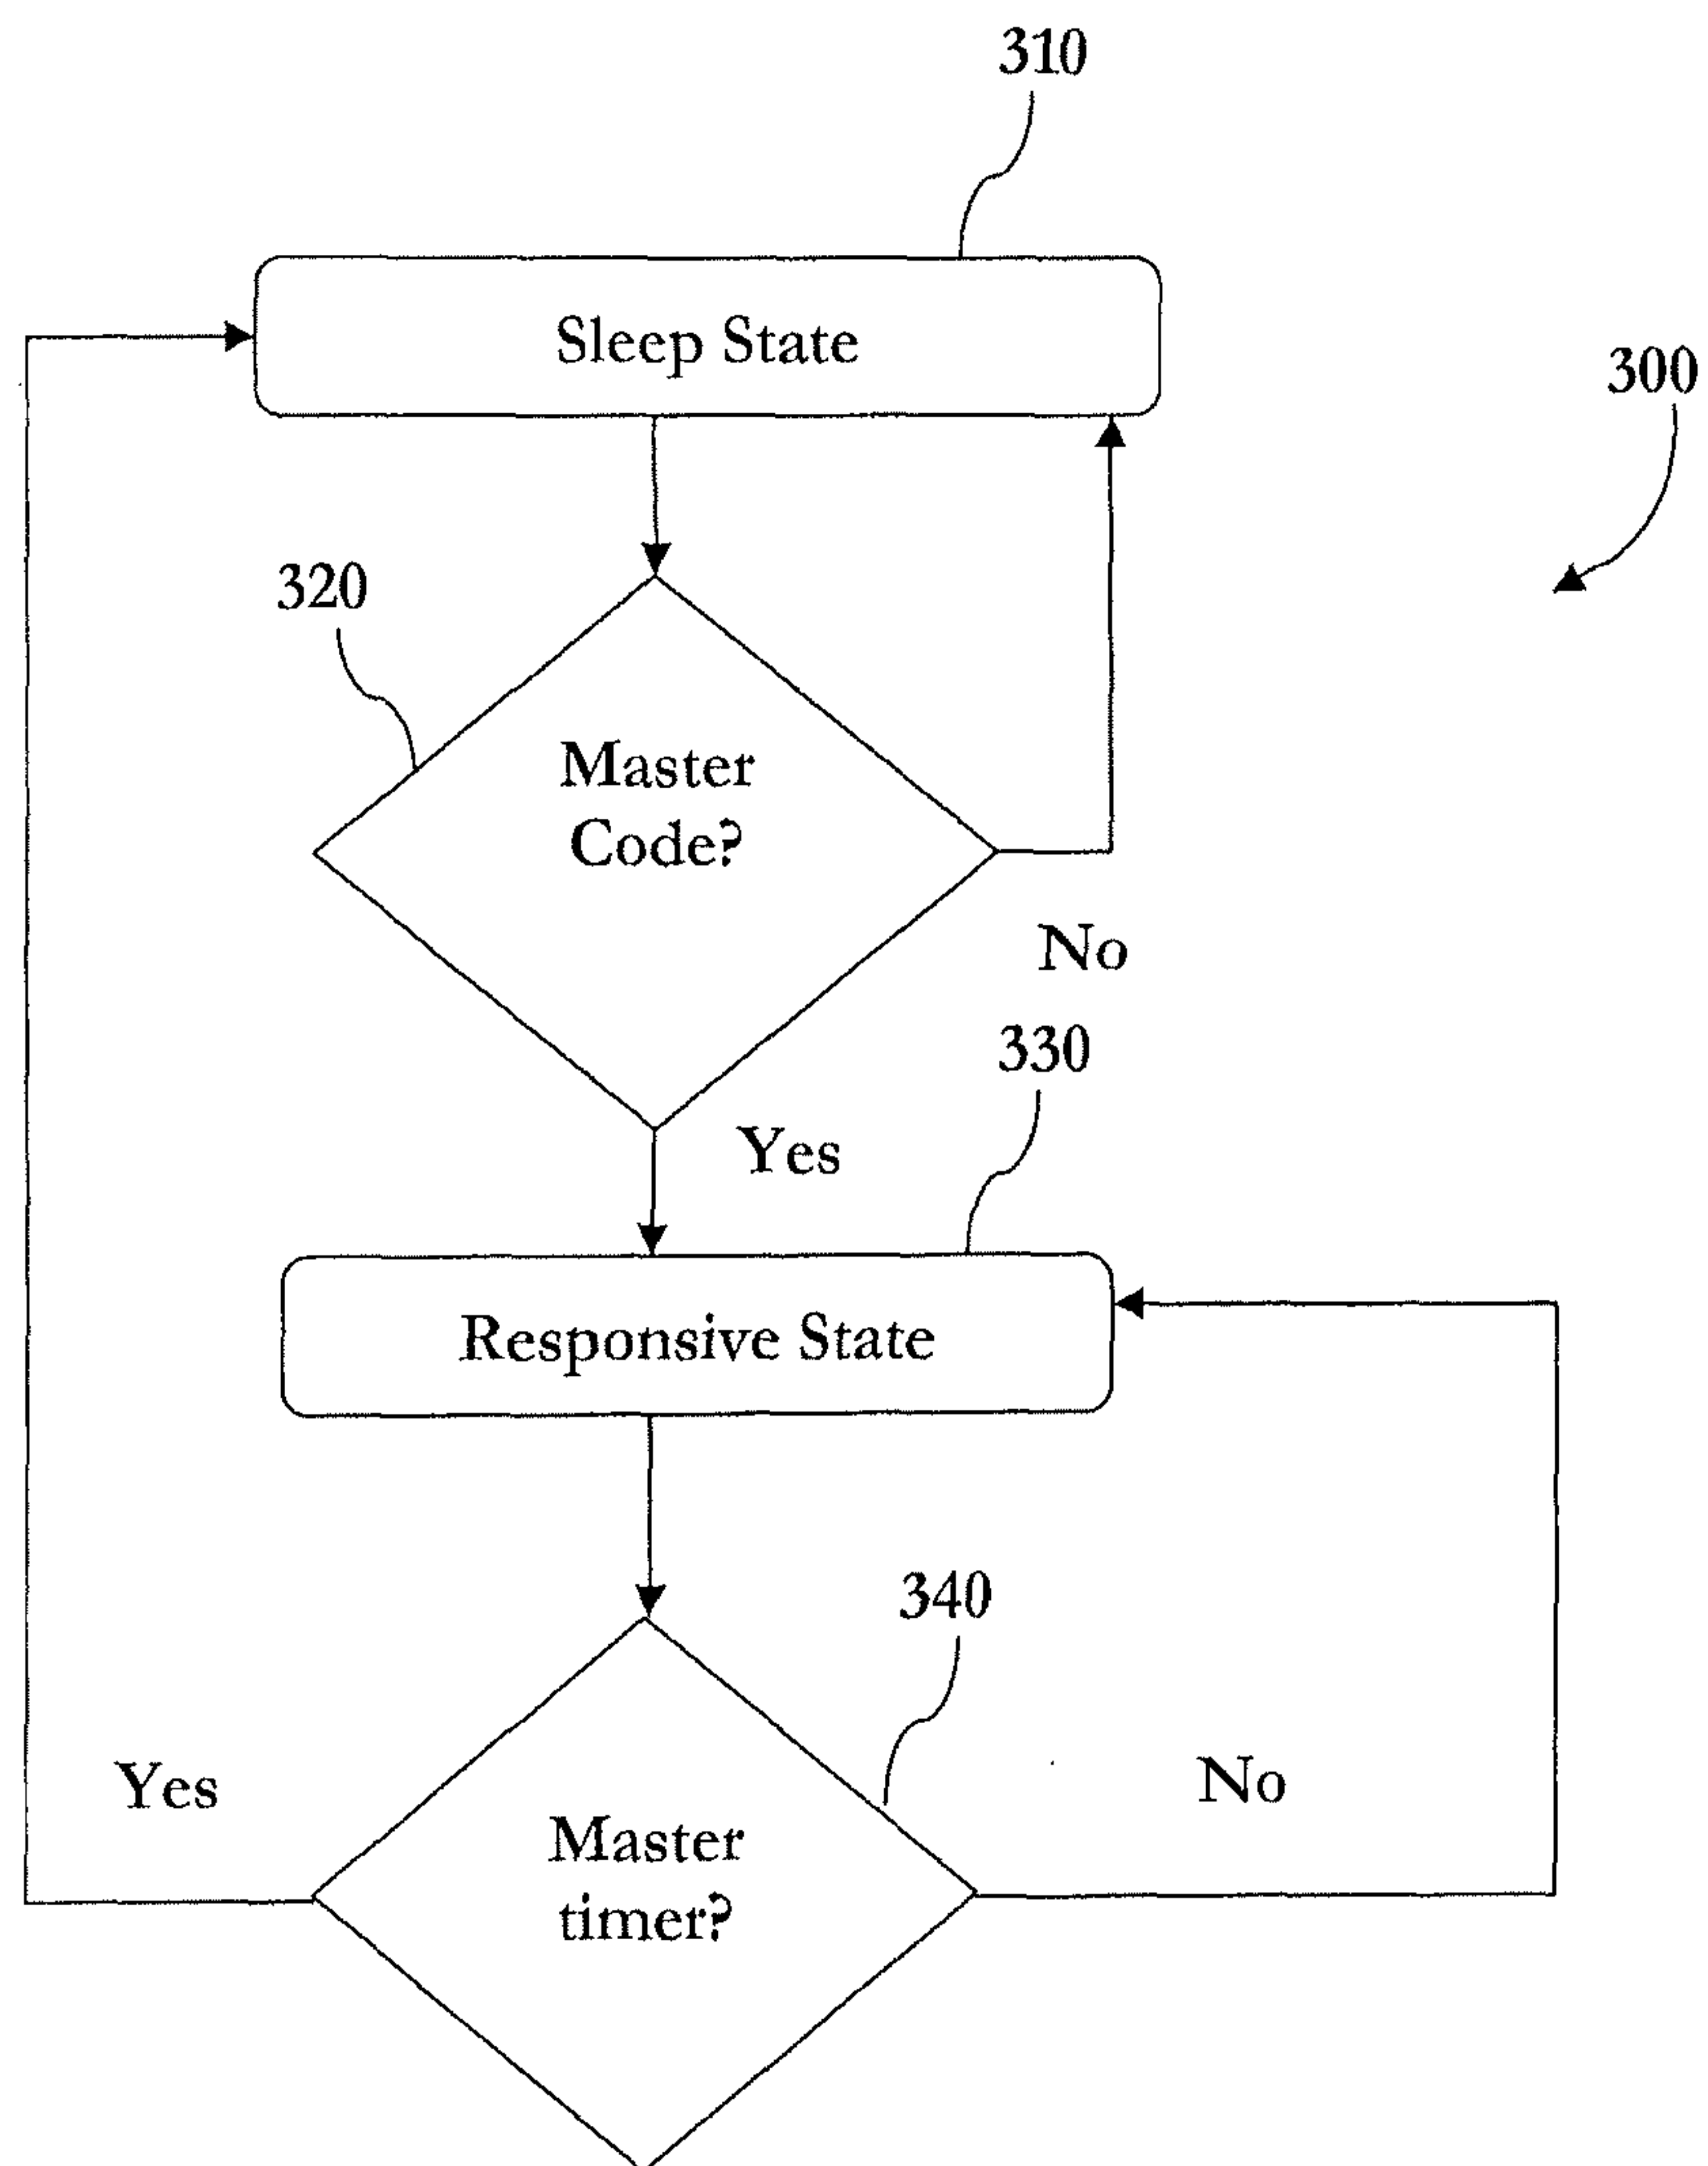 310
Sleep State
300
320
Master
Code?
No
330
Yes
Responsive State
340
Yes
No
Master
timer?